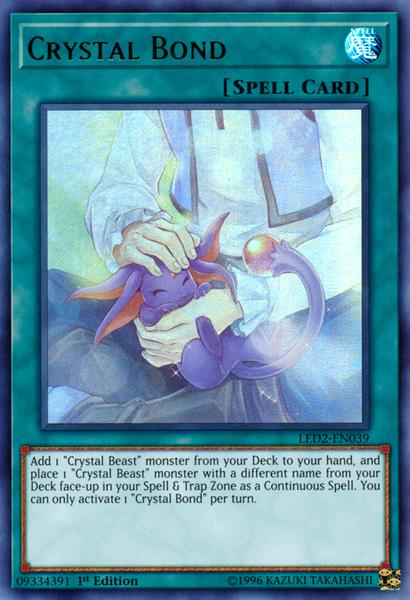 Crystal Bond
SPELL
魔
[Spell Card]
LED2-EN039
Add 1 "Crystal Beast" monster from your Deck to your hand, and
place 1 "Crystal Beast" monster with a different name from your
Deck face-up in your Spell & Trap Zone as a Continuous Spell. You
can only activate 1 "Crystal Bond" per turn.
09334391 1st Edition ©1996 KAZUKI TAKAHASHI